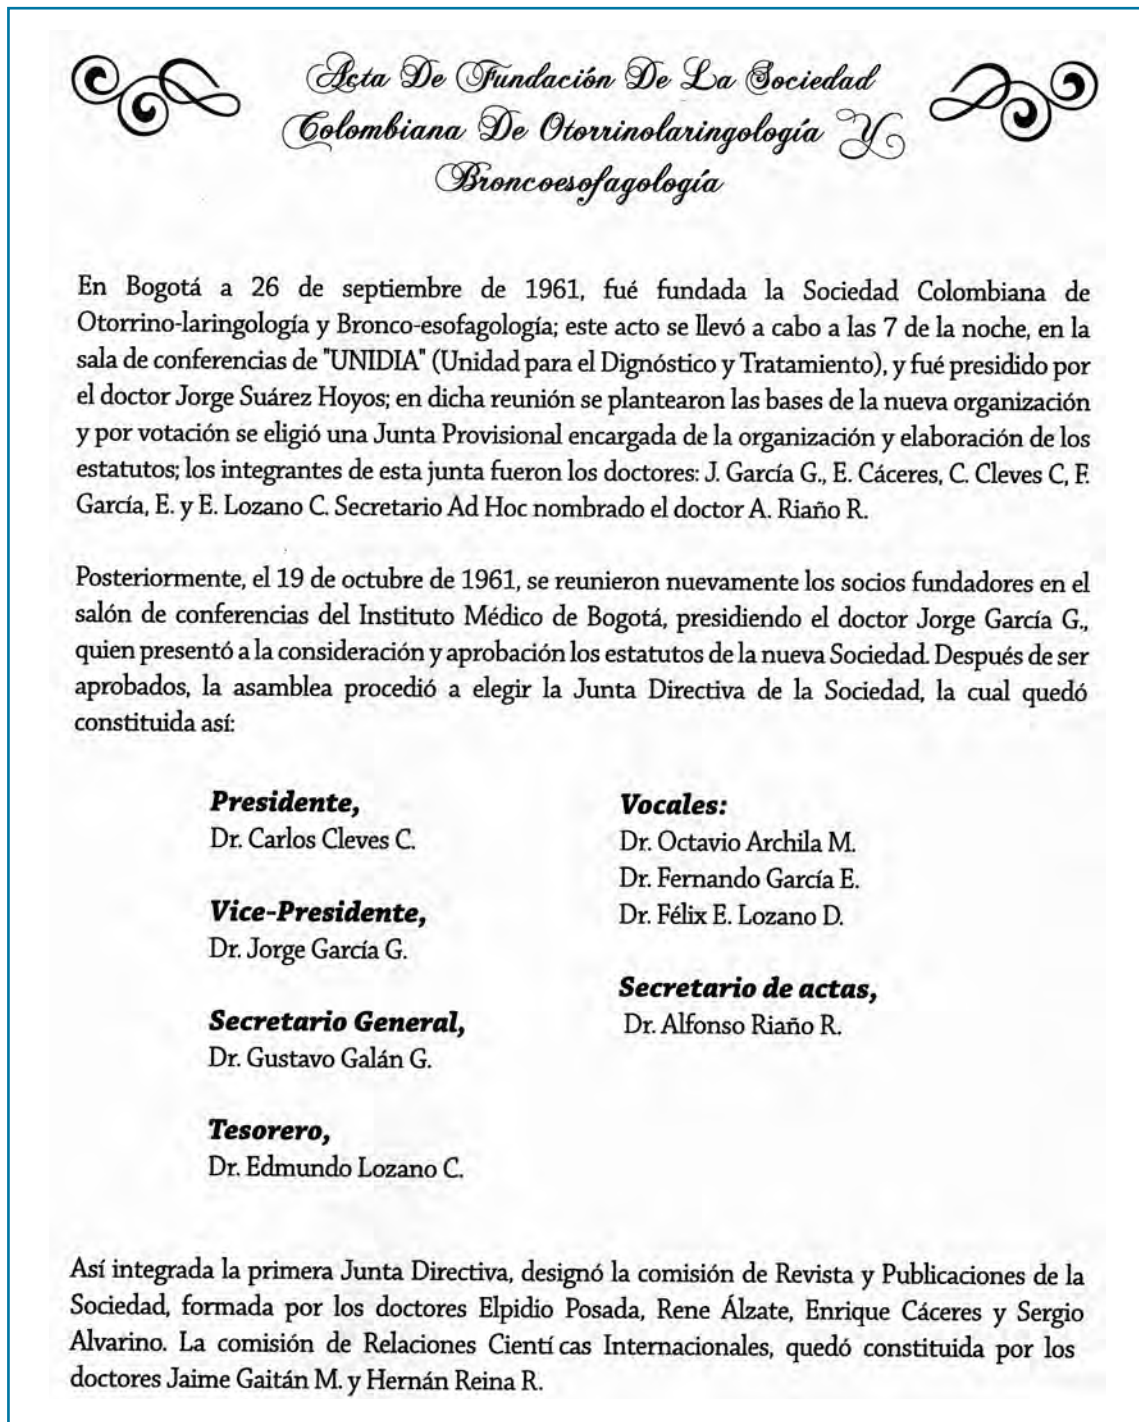 Acta De Fundación De La Sociedad
Colombiana De Otorrinolaringología Y
Broncoesofagología
En Bogotá a 26 de septiembre de 1961, fué fundada la Sociedad Colombiana de
Otorrino-laringología y Bronco-esofagología; este acto se llevó a cabo a las 7 de la noche, en la
sala de conferencias de "UNIDIA" (Unidad para el Dignóstico y Tratamiento), y fué presidido por
el doctor Jorge Suárez Hoyos; en dicha reunión se plantearon las bases de la nueva organización
y por votación se eligió una Junta Provisional encargada de la organización y elaboración de los
estatutos; los integrantes de esta junta fueron los doctores: J. García G., E. Cáceres, C. Cleves C, F.
García, E. y E. Lozano C. Secretario Ad Hoc nombrado el doctor A. Riaño R.
Posteriormente, el 19 de octubre de 1961, se reunieron nuevamente los socios fundadores en el
salón de conferencias del Instituto Médico de Bogotá, presidiendo el doctor Jorge García G.,
quien presentó a la consideración y aprobación los estatutos de la nueva Sociedad. Después de ser
aprobados, la asamblea procedió a elegir la Junta Directiva de la Sociedad, la cual quedó
constituida así:
Presidente,
Dr. Carlos Cleves C.
Vice-Presidente,
Dr. Jorge García G.
Secretario General,
Dr. Gustavo Galán G.
Tesorero,
Dr. Edmundo Lozano C.
Vocales:
Dr. Octavio Archila M.
Dr. Fernando García E.
Dr. Félix E. Lozano D.
Secretario de actas,
Dr. Alfonso Riaño R.
Así integrada la primera Junta Directiva, designó la comisión de Revista y Publicaciones de la
Sociedad, formada por los doctores Elpidio Posada, Rene Álzate, Enrique Cáceres y Sergio
Alvarino. La comisión de Relaciones Cientí cas Internacionales, quedó constituida por los
doctores Jaime Gaitán M. y Hernán Reina R.